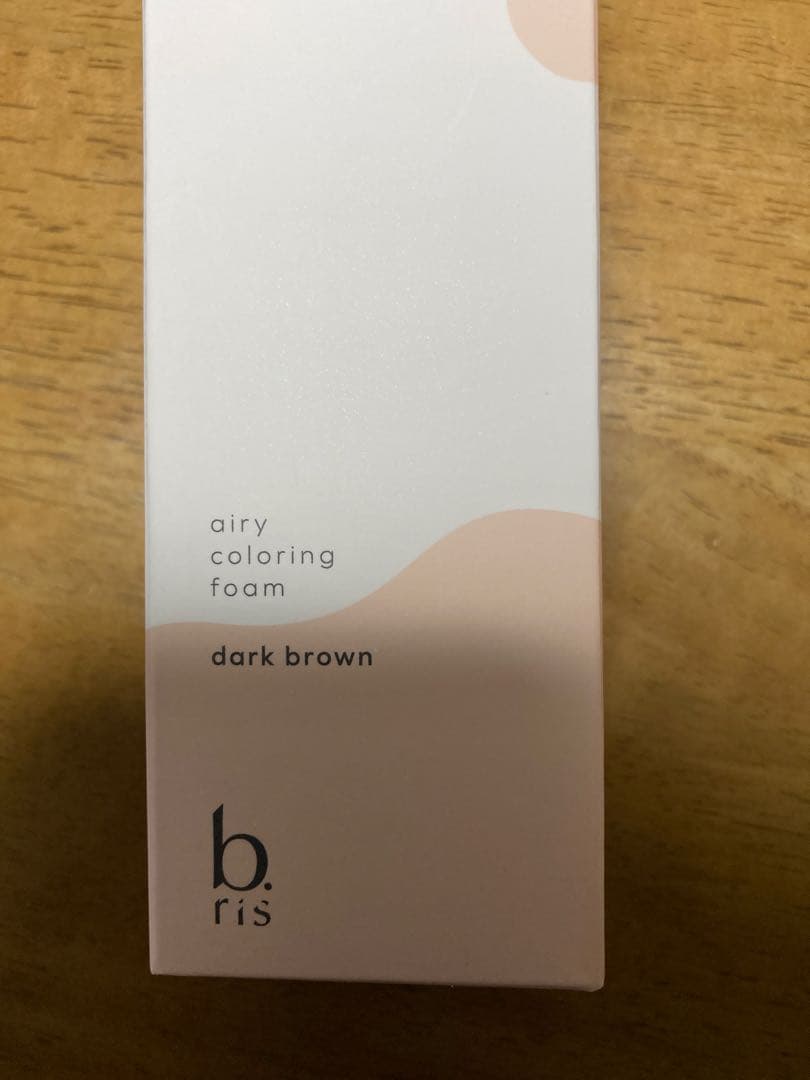 airy
coloring
foam
dark brown
b.
ris